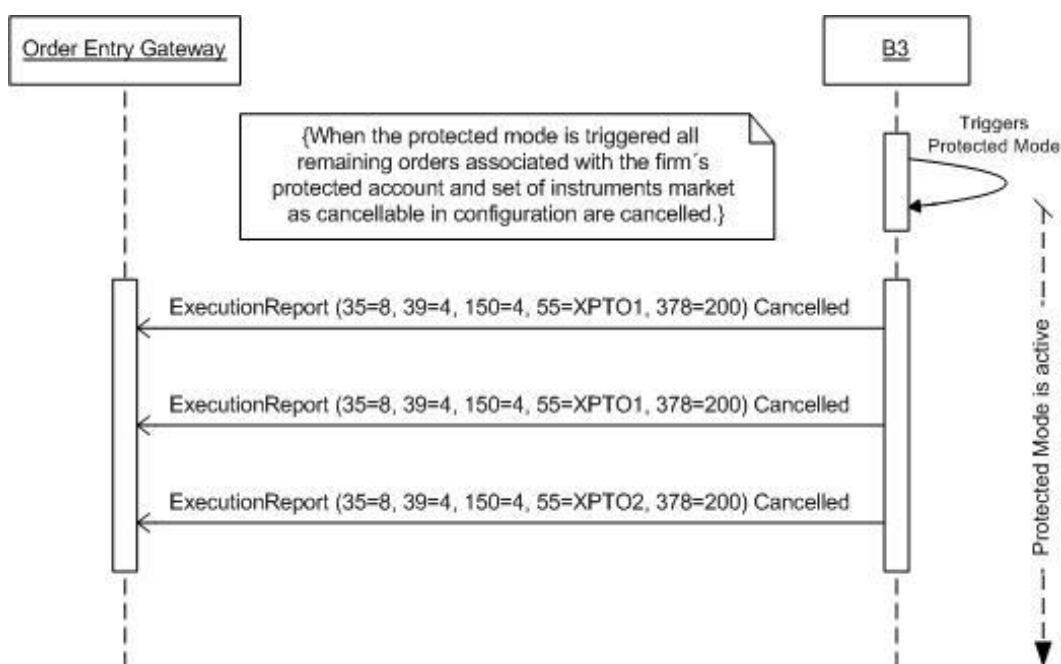 Order Entry Gateway
B3
{When the protected mode is triggered all
remaining orders associated with the firm´s
protected account and set of instruments market
as cancellable in configuration are cancelled.}
Triggers
Protected Mode
ExecutionReport (35=8, 39=4, 150=4, 55=XPTO1, 378=200) Cancelled
ExecutionReport (35=8, 39=4, 150=4, 55=XPTO1, 378=200) Cancelled
ExecutionReport (35=8, 39=4, 150=4, 55=XPTO2, 378=200) Cancelled
Protected Mode is active